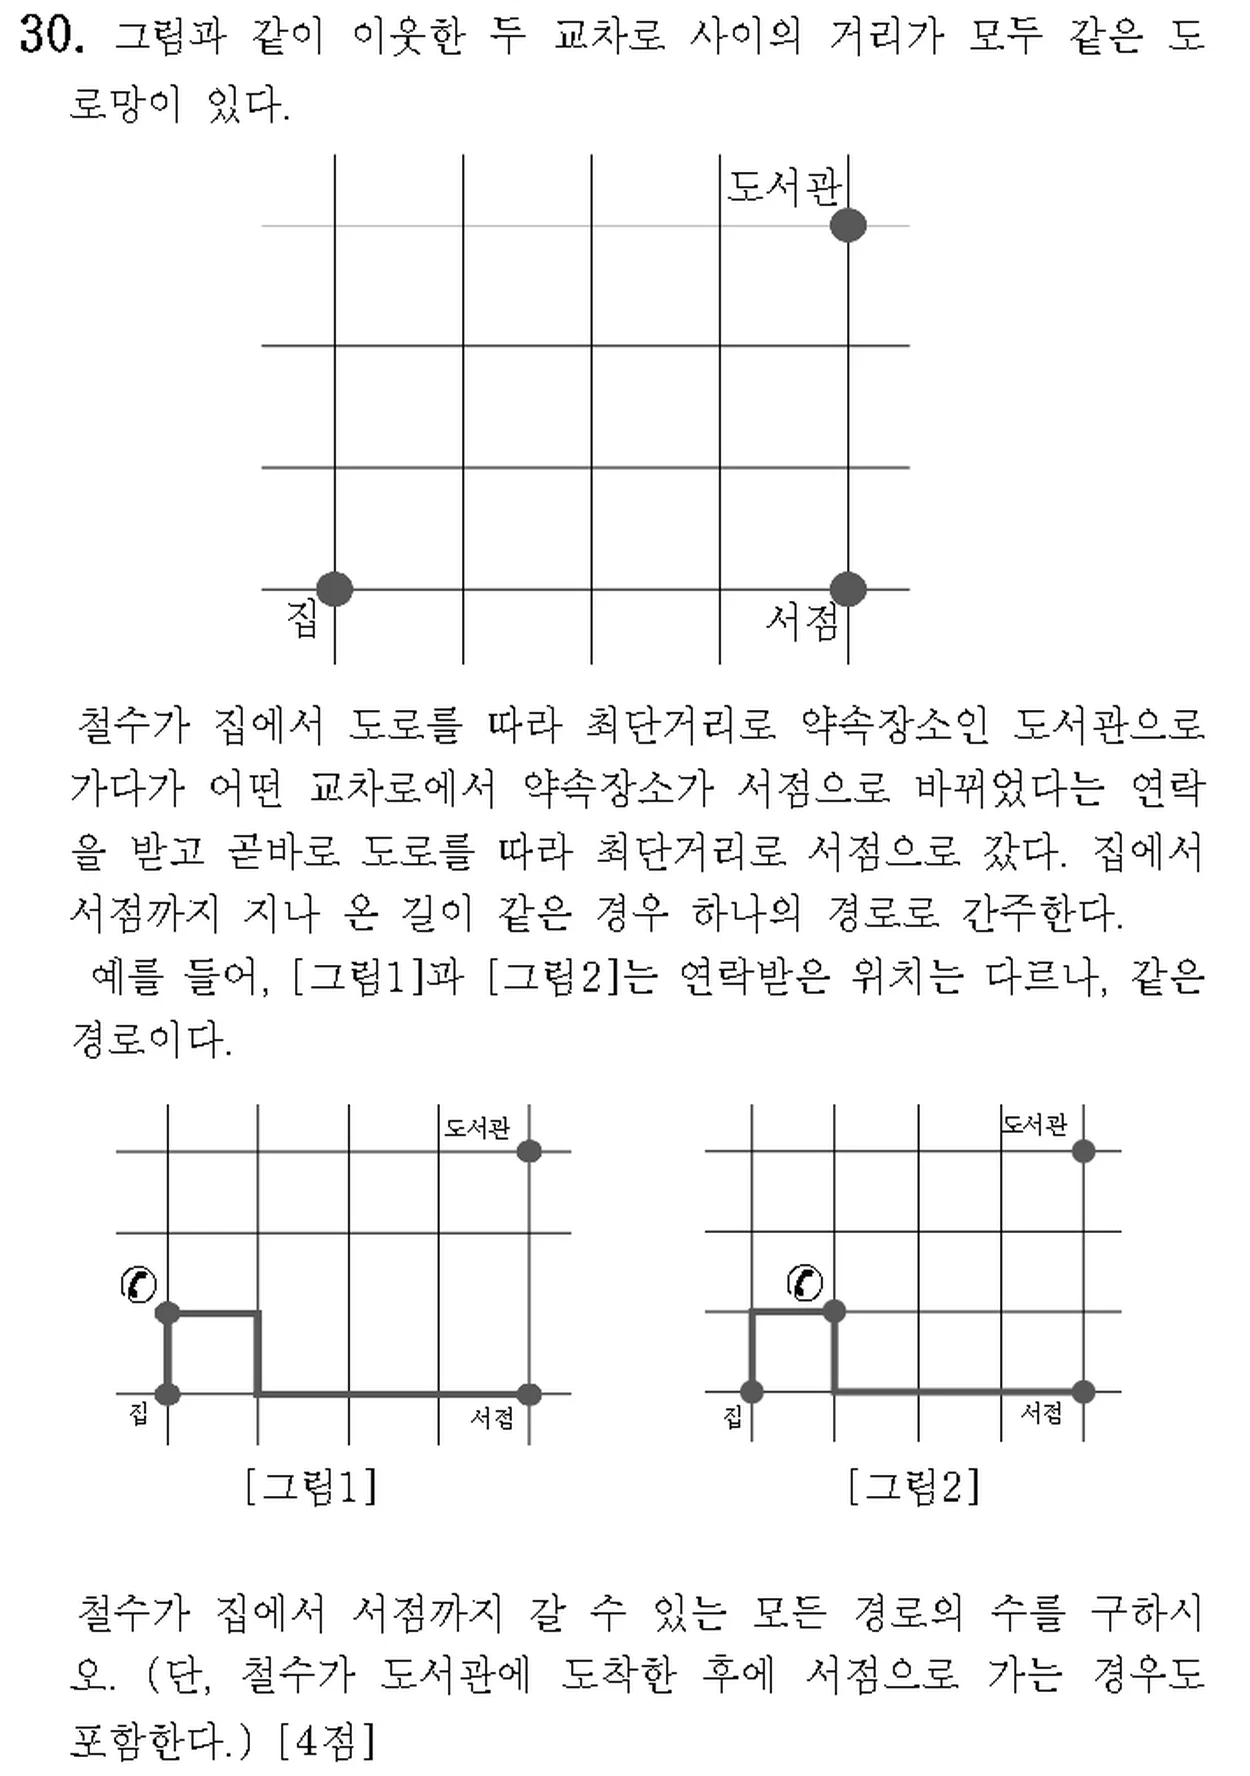 30. 그림과 같이 이웃한 두 교차로 사이의 거리가 모두 같은 도
로망이 있다.
도서관
집
서점
철수가 집에서 도로를 따라 최단거리로 약속장소인 도서관으로
가다가 어떤 교차로에서 약속장소가 서점으로 바뀌었다는 연락
을 받고 곧바로 도로를 따라 최단거리로 서점으로 갔다. 집에서
서점까지 지나 온 길이 같은 경우 하나의 경로로 간주한다.
예를 들어, [그림1]과 [그림2]는 연락받은 위치는 다르나, 같은
경로이다.
도서관
집
서점
[그림1]
도서관
집
서점
[그림2]
철수가 집에서 서점까지 갈 수 있는 모든 경로의 수를 구하시
오. (단, 철수가 도서관에 도착한 후에 서점으로 가는 경우도
포함한다.) [4점]